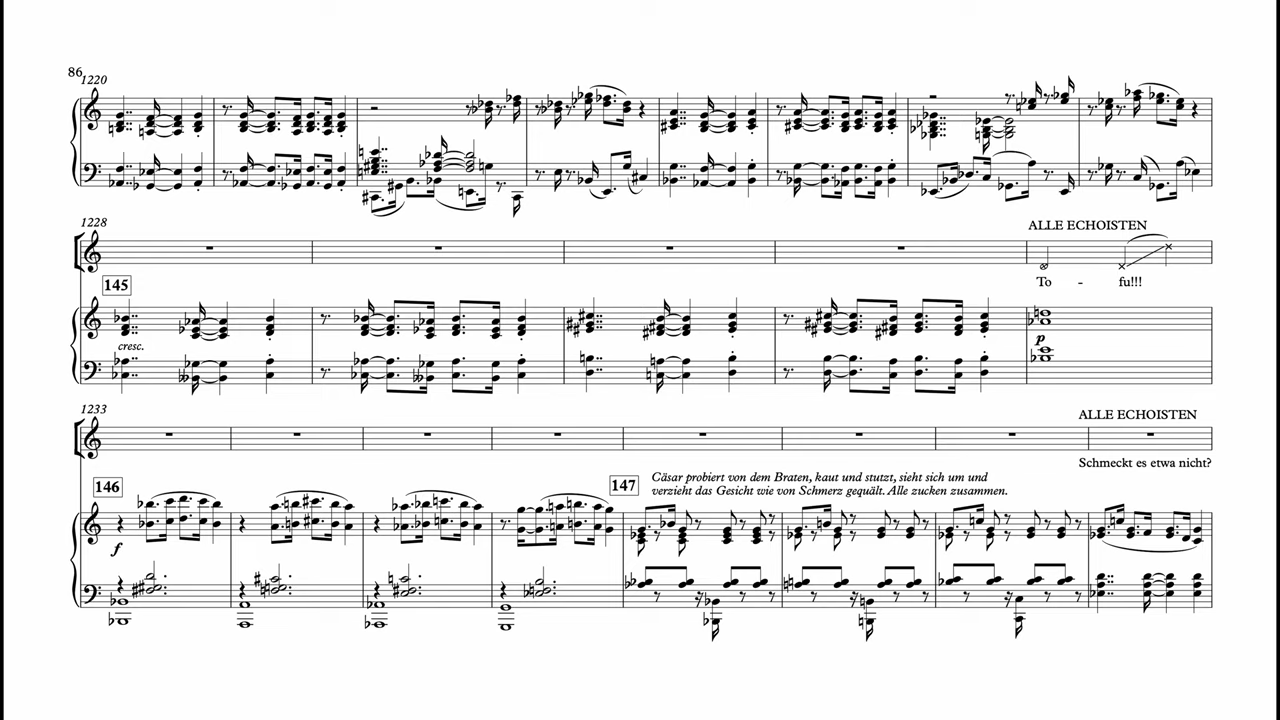 86
1220
1228
ALLE ECHOISTEN
To - fu!!!
145
cresc.
p
1233
ALLE ECHOISTEN
Schmeckt es etwa nicht?
146
147
Cäsar probiert von dem Braten, kaut und stutzt, sieht sich um und
verzieht das Gesicht wie von Schmerz gequält. Alle zucken zusammen.
f